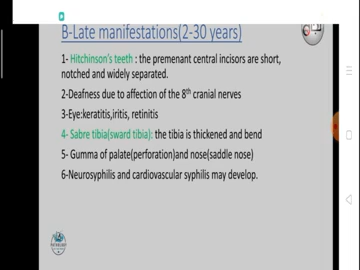 B-Late manifestations(2-30 years)
1- Hitchinson's teeth : the premenant central incisors are short,
notched and widely separated.
2-Deafness due to affection of the 8th cranial nerves
3-Eye:keratitis,iritis, retinitis
4- Sabre tibia(sward tibia): the tibia is thickened and bend
5- Gumma of palate(perforation)and nose(saddle nose)
6-Neurosyphilis and cardiovascular syphilis may develop.